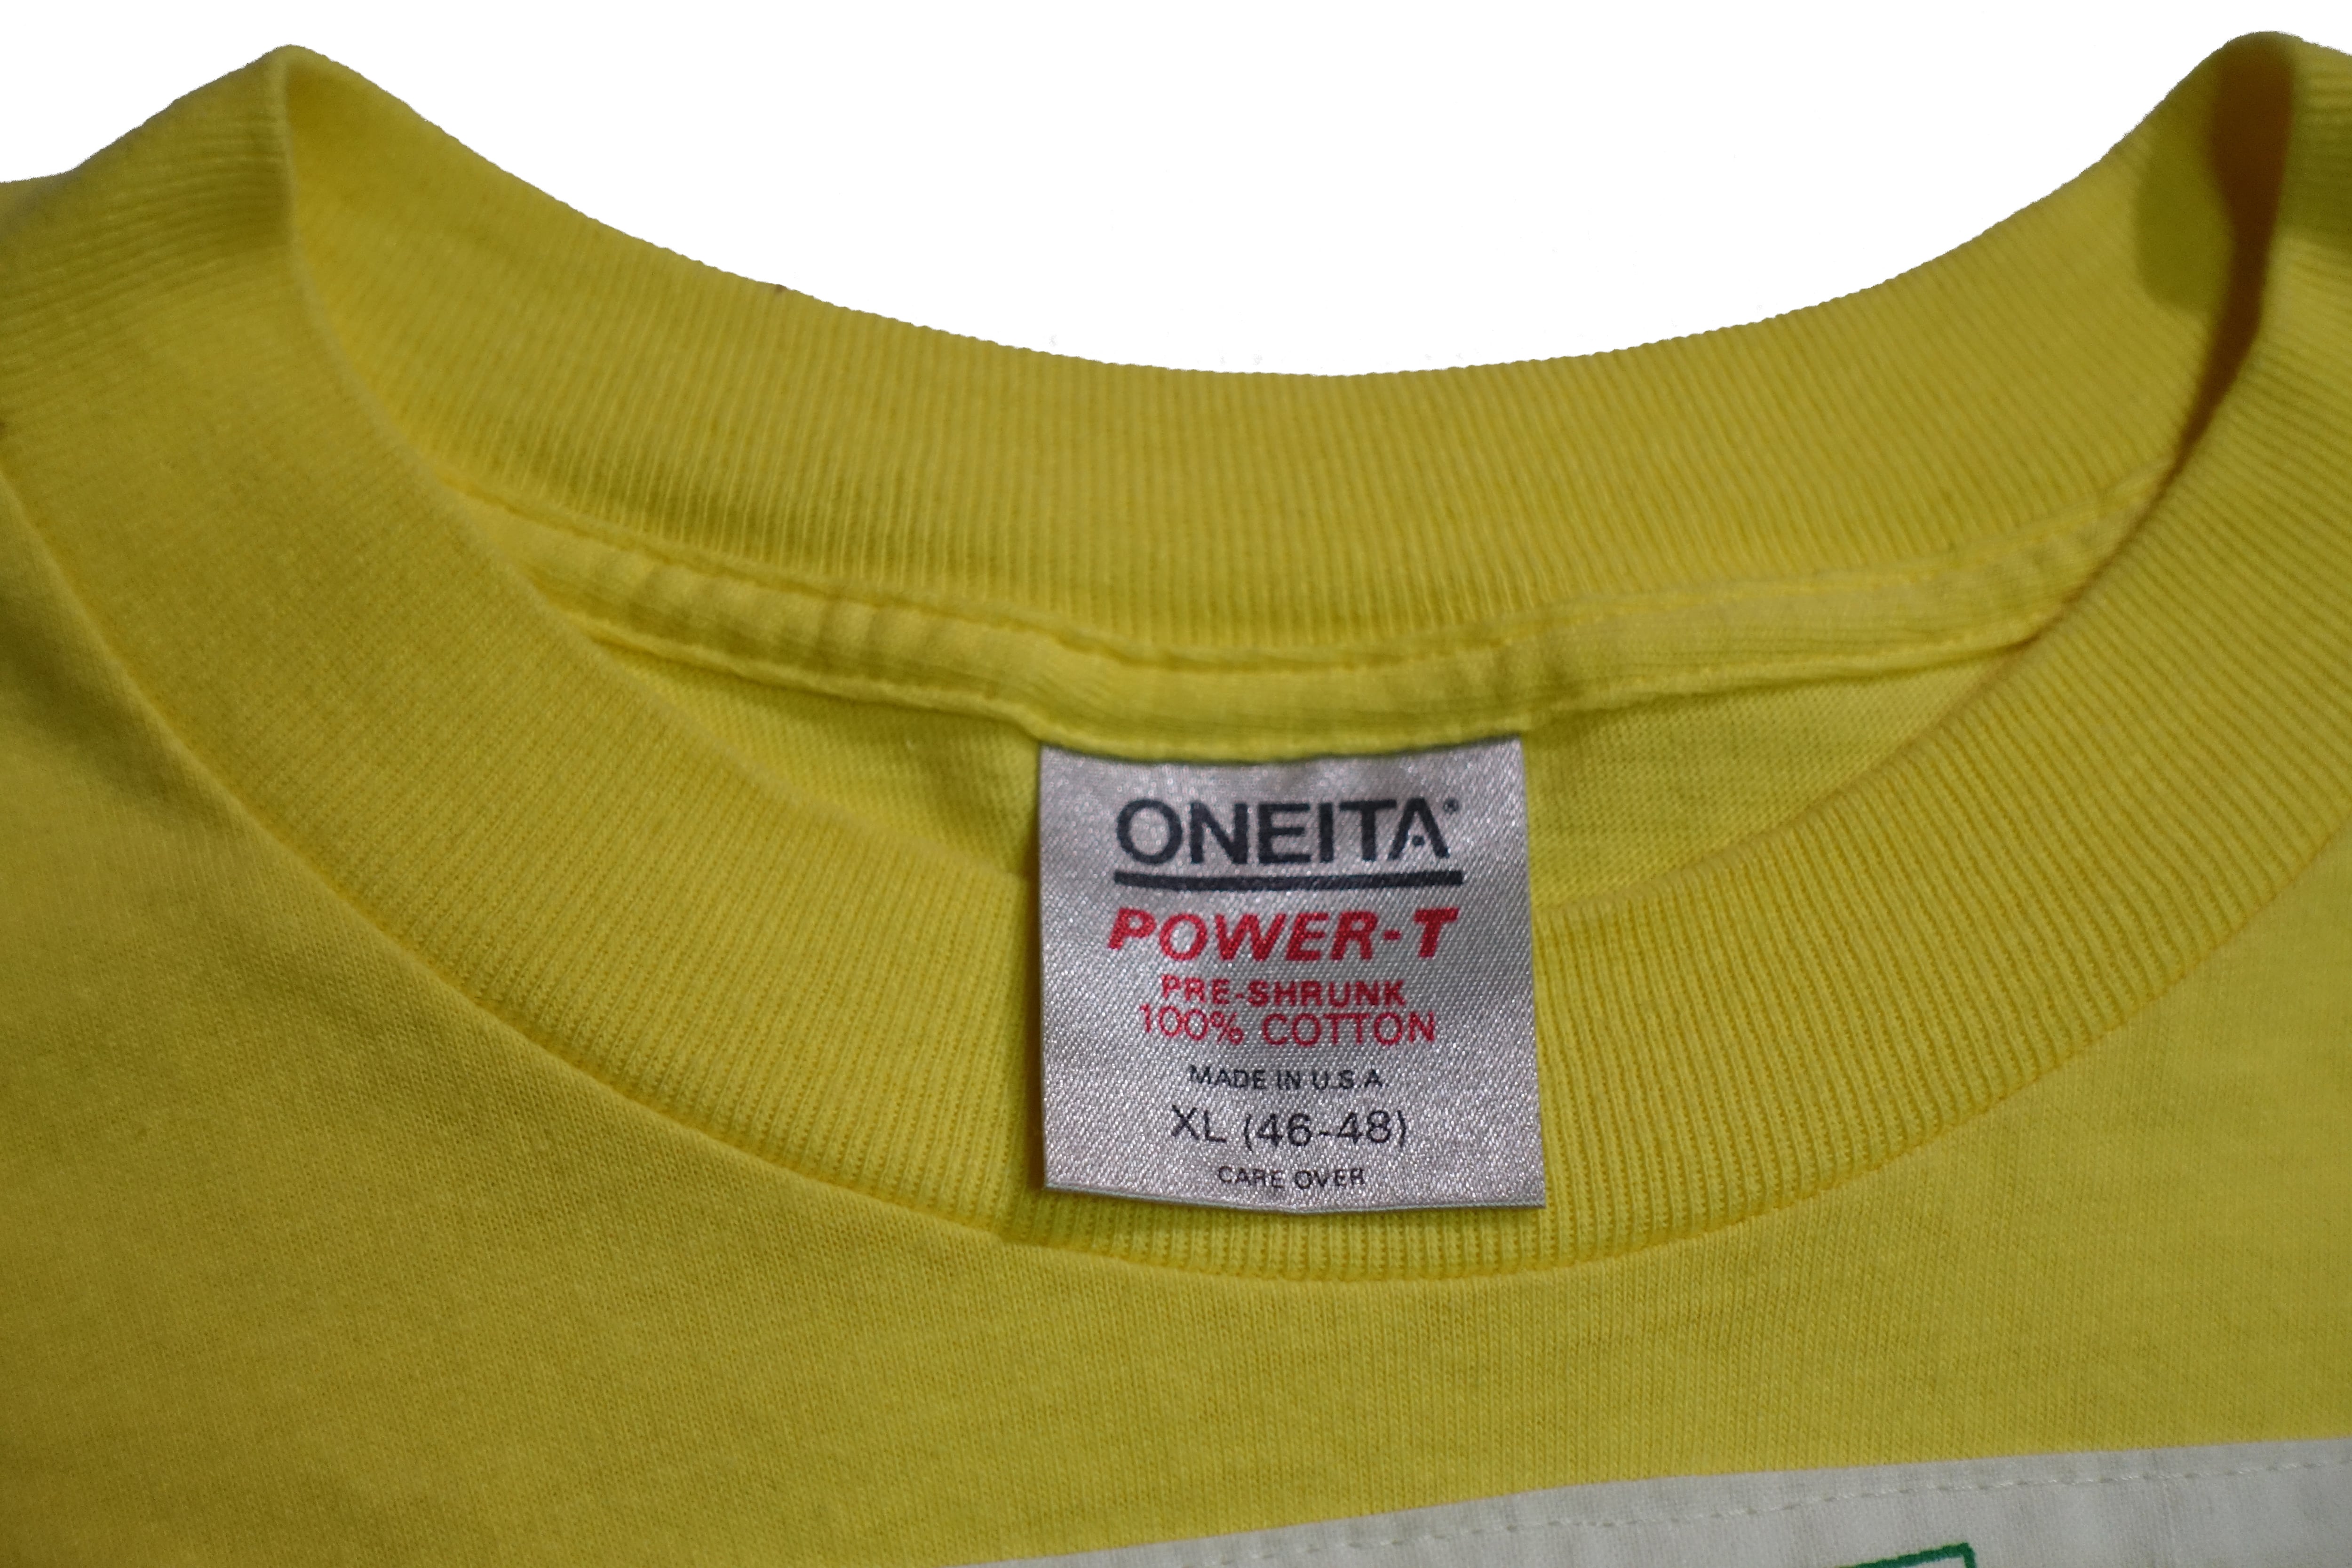 ONEITA®
POWER-T
PRE-SHRUNK
100% COTTON
MADE IN U.S.A.
XL (46-48)
CARE OVER